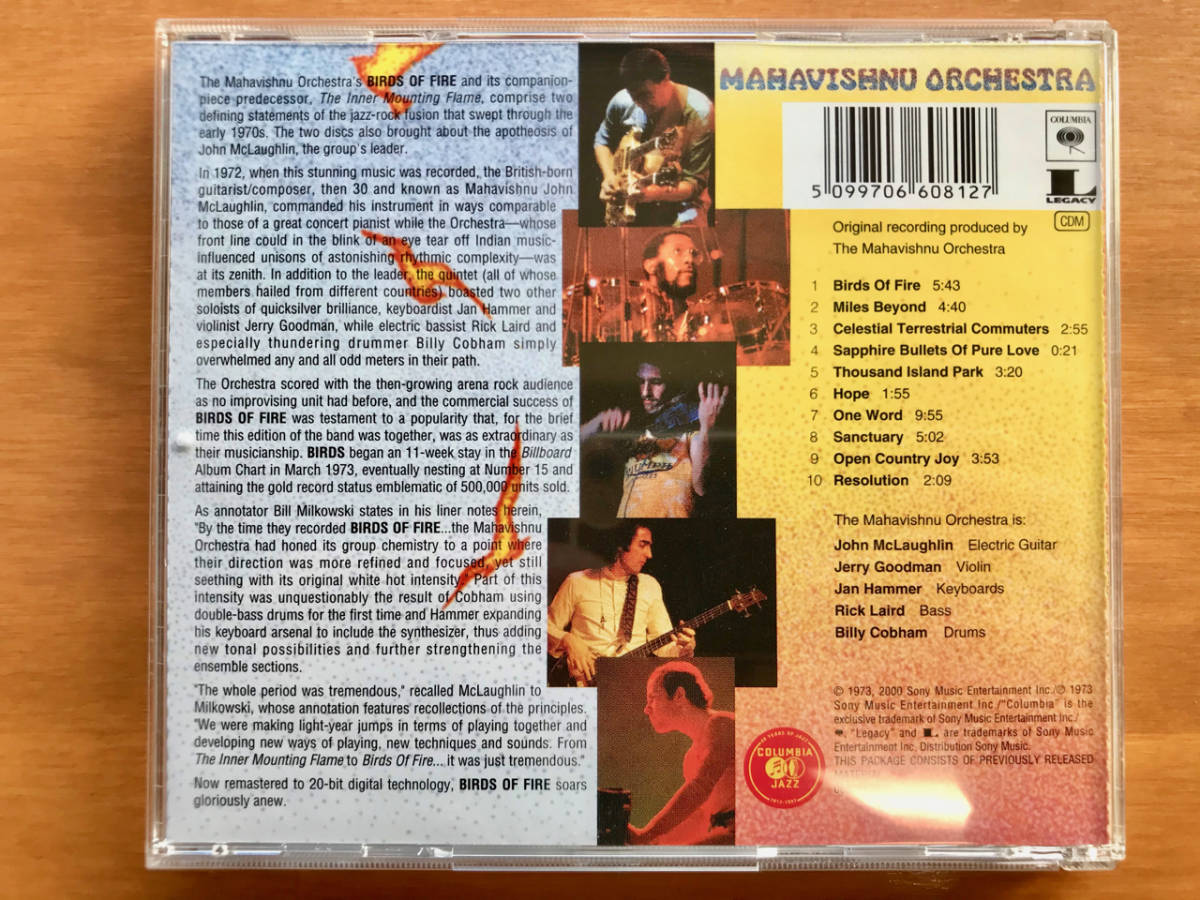 The Mahavishnu Orchestra's BIRDS OF FIRE and its companion-
piece predecessor, The Inner Mounting Flame, comprise two
defining statements of the jazz-rock fusion that swept through the
early 1970s. The two discs also brought about the apotheosis of
John McLaughlin, the group's leader.
In 1972, when this stunning music was recorded, the British-born
guitarist/composer, then 30 and known as Mahavishnu John
McLaughlin, commanded his instrument in ways comparable
to those of a great concert pianist while the Orchestra—whose
front line could in the blink of an eye tear off Indian music-
influenced unisons of astonishing rhythmic complexity—was
at its zenith. In addition to the leader, the quintet (all of whose
members hailed from different countries) boasted two other
soloists of quicksilver brilliance, keyboardist Jan Hammer and
violinist Jerry Goodman, while electric bassist Rick Laird and
especially thundering drummer Billy Cobham simply
overwhelmed any and all odd meters in their path.
The Orchestra scored with the then-growing arena rock audience
as no improvising unit had before, and the commercial success of
BIRDS OF FIRE was testament to a popularity that, for the brief
time this edition of the band was together, was as extraordinary as
their musicianship. BIRDS began an 11-week stay in the Billboard
Album Chart in March 1973, eventually nesting at Number 15 and
attaining the gold record status emblematic of 500,000 units sold.
As annotator Bill Milkowski states in his liner notes herein,
"By the time they recorded BIRDS OF FIRE...the Mahavishnu
Orchestra had honed its group chemistry to a point where
their direction was more refined and focused, yet still
seething with its original white hot intensity." Part of this
intensity was unquestionably the result of Cobham using
double-bass drums for the first time and Hammer expanding
his keyboard arsenal to include the synthesizer, thus adding
new tonal possibilities and further strengthening the
ensemble sections.
"The whole period was tremendous," recalled McLaughlin to
Milkowski, whose annotation features recollections of the principles.
"We were making light-year jumps in terms of playing together and
developing new ways of playing, new techniques and sounds. From
The Inner Mounting Flame to Birds Of Fire... it was just tremendous."
Now remastered to 20-bit digital technology, BIRDS OF FIRE soars
gloriously anew.
MAHAVISHNU ORCHESTRA
COLUMBIA
L
LEGACY
5 099706 608127
CDM
Original recording produced by
The Mahavishnu Orchestra
1 Birds Of Fire 5:43
2 Miles Beyond 4:40
3 Celestial Terrestrial Commuters 2:55
4 Sapphire Bullets Of Pure Love 0:21
5 Thousand Island Park 3:20
6 Hope 1:55
7 One Word 9:55
8 Sanctuary 5:02
9 Open Country Joy 3:53
10 Resolution 2:09
The Mahavishnu Orchestra is:
John McLaughlin Electric Guitar
Jerry Goodman Violin
Jan Hammer Keyboards
Rick Laird Bass
Billy Cobham Drums
© 1973, 2000 Sony Music Entertainment Inc./℗ 1973
Sony Music Entertainment Inc./"Columbia" is the
exclusive trademark of Sony Music Entertainment Inc./
"Legacy" and L are trademarks of Sony Music
Entertainment Inc. Distribution Sony Music.
THIS PACKAGE CONSISTS OF PREVIOUSLY RELEASED
COLUMBIA
JAZZ